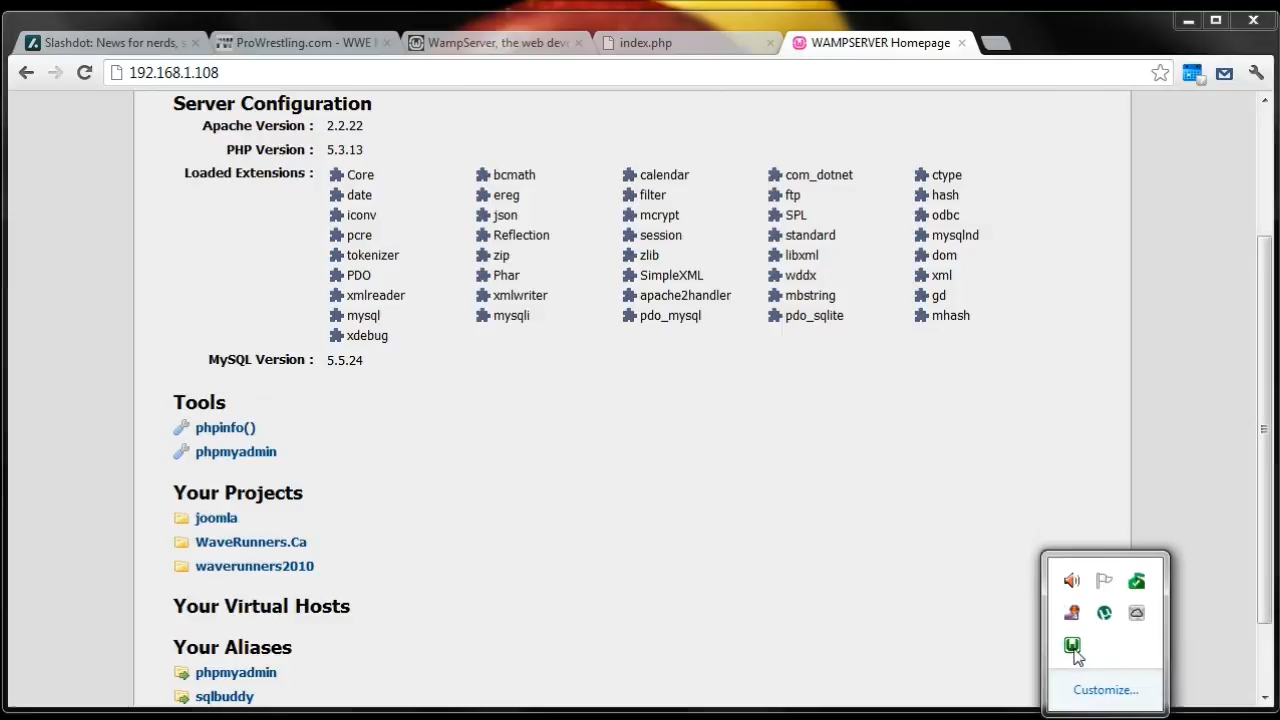 Slashdot: News for nerds, s
ProWrestling.com - WWE
WampServer, the web deve
index.php
WAMPSERVER Homepage
192.168.1.108
Server Configuration
Apache Version : 2.2.22
PHP Version : 5.3.13
Loaded Extensions :
Core bcmath calendar com_dotnet ctype
date ereg filter ftp hash
iconv json mcrypt SPL odbc
pcre Reflection session standard mysqlnd
tokenizer zip zlib libxml dom
PDO Phar SimpleXML wddx xml
xmlreader xmlwriter apache2handler mbstring gd
mysql mysqli pdo_mysql pdo_sqlite mhash
xdebug
MySQL Version : 5.5.24
Tools
phpinfo()
phpmyadmin
Your Projects
joomla
WaveRunners.Ca
waverunners2010
Your Virtual Hosts
Your Aliases
phpmyadmin
sqlbuddy
Customize...